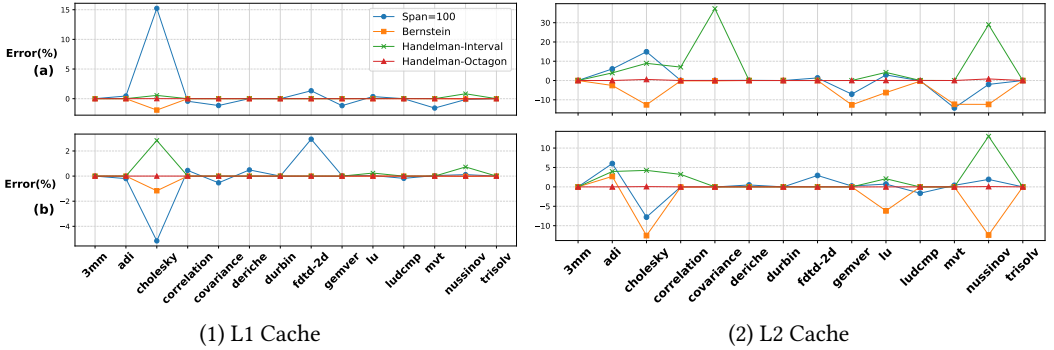 15
10
5
0
Error(%)
(a)
Span=100
Bernstein
Handelman-Interval
Handelman-Octagon
30
20
10
0
−10
2
0
−2
−4
Error(%)
(b)
10
5
0
−5
−10
3mm
adi
cholesky
correlation
covariance
deriche
durbin
fdtd-2d
gemver
lu
ludcmp
mvt
nussinov
trisolv
3mm
adi
cholesky
correlation
covariance
deriche
durbin
fdtd-2d
gemver
lu
ludcmp
mvt
nussinov
trisolv
(1) L1 Cache
(2) L2 Cache